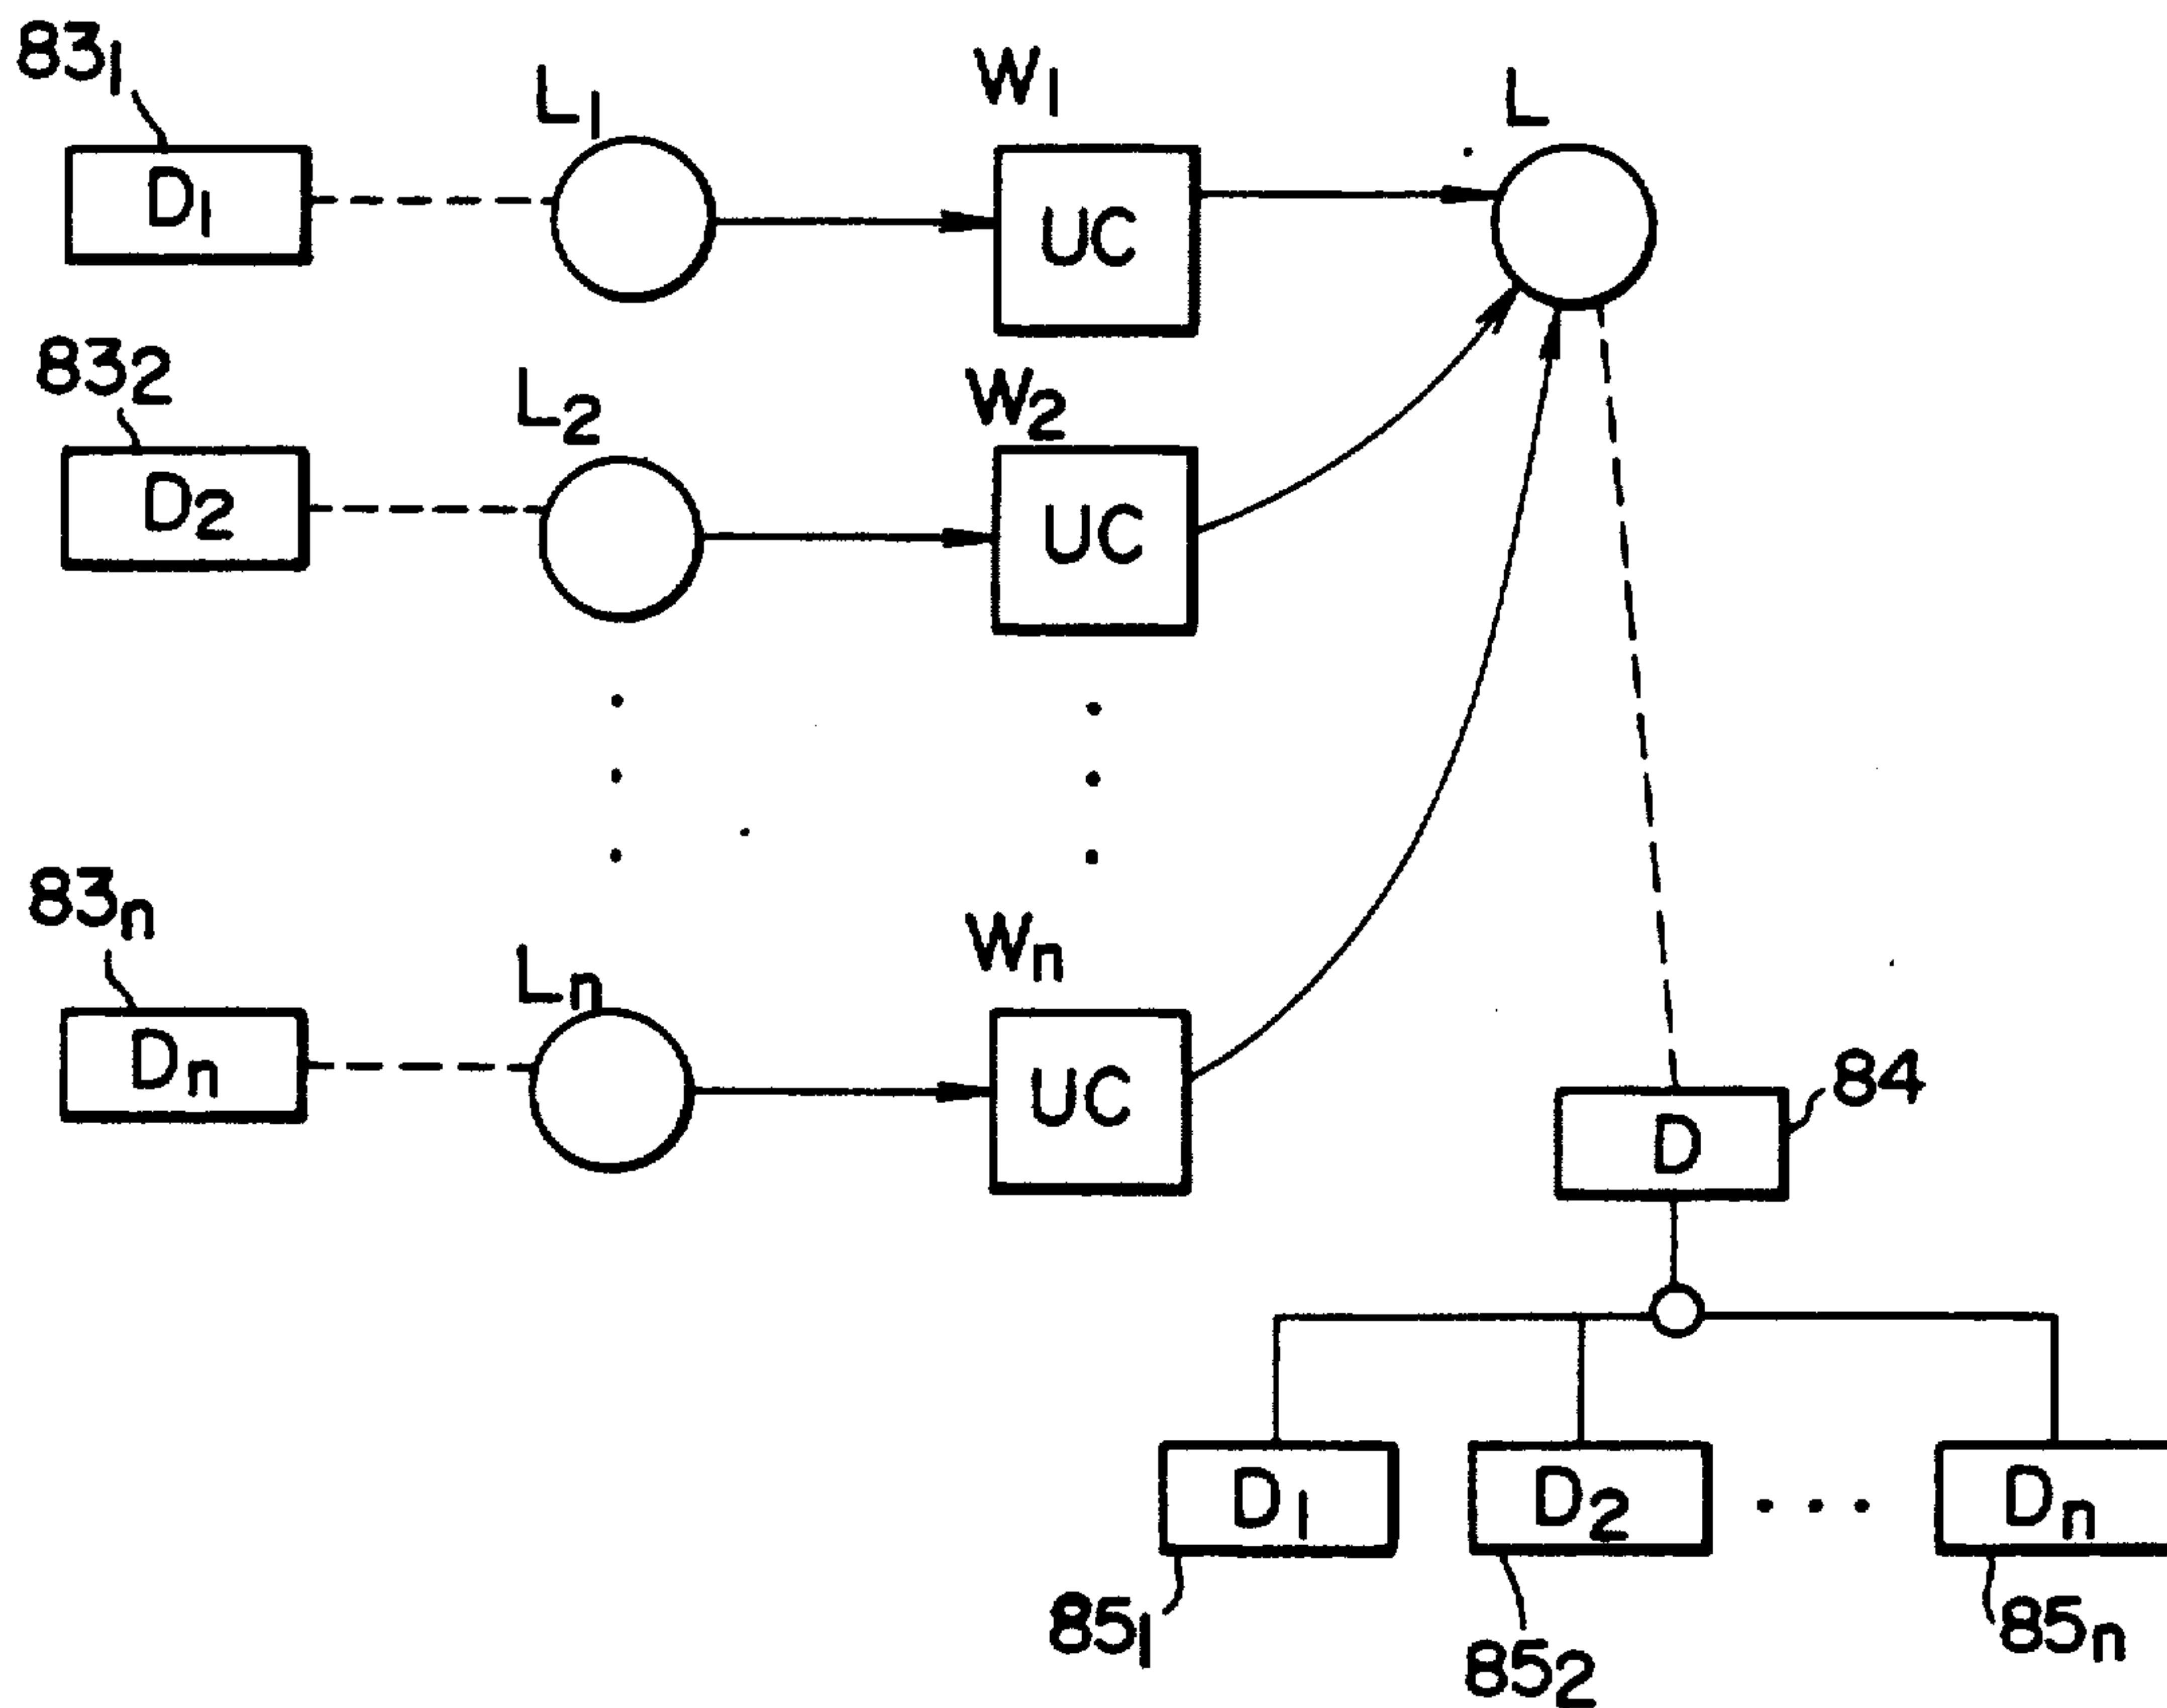 83₁
L₁
W₁
L
D₁
UC
83₂
L₂
W₂
D₂
UC
83ₙ
Lₙ
Wₙ
Dₙ
UC
84
D
D₁
D₂
. . .
Dₙ
85₁
85₂
85ₙ